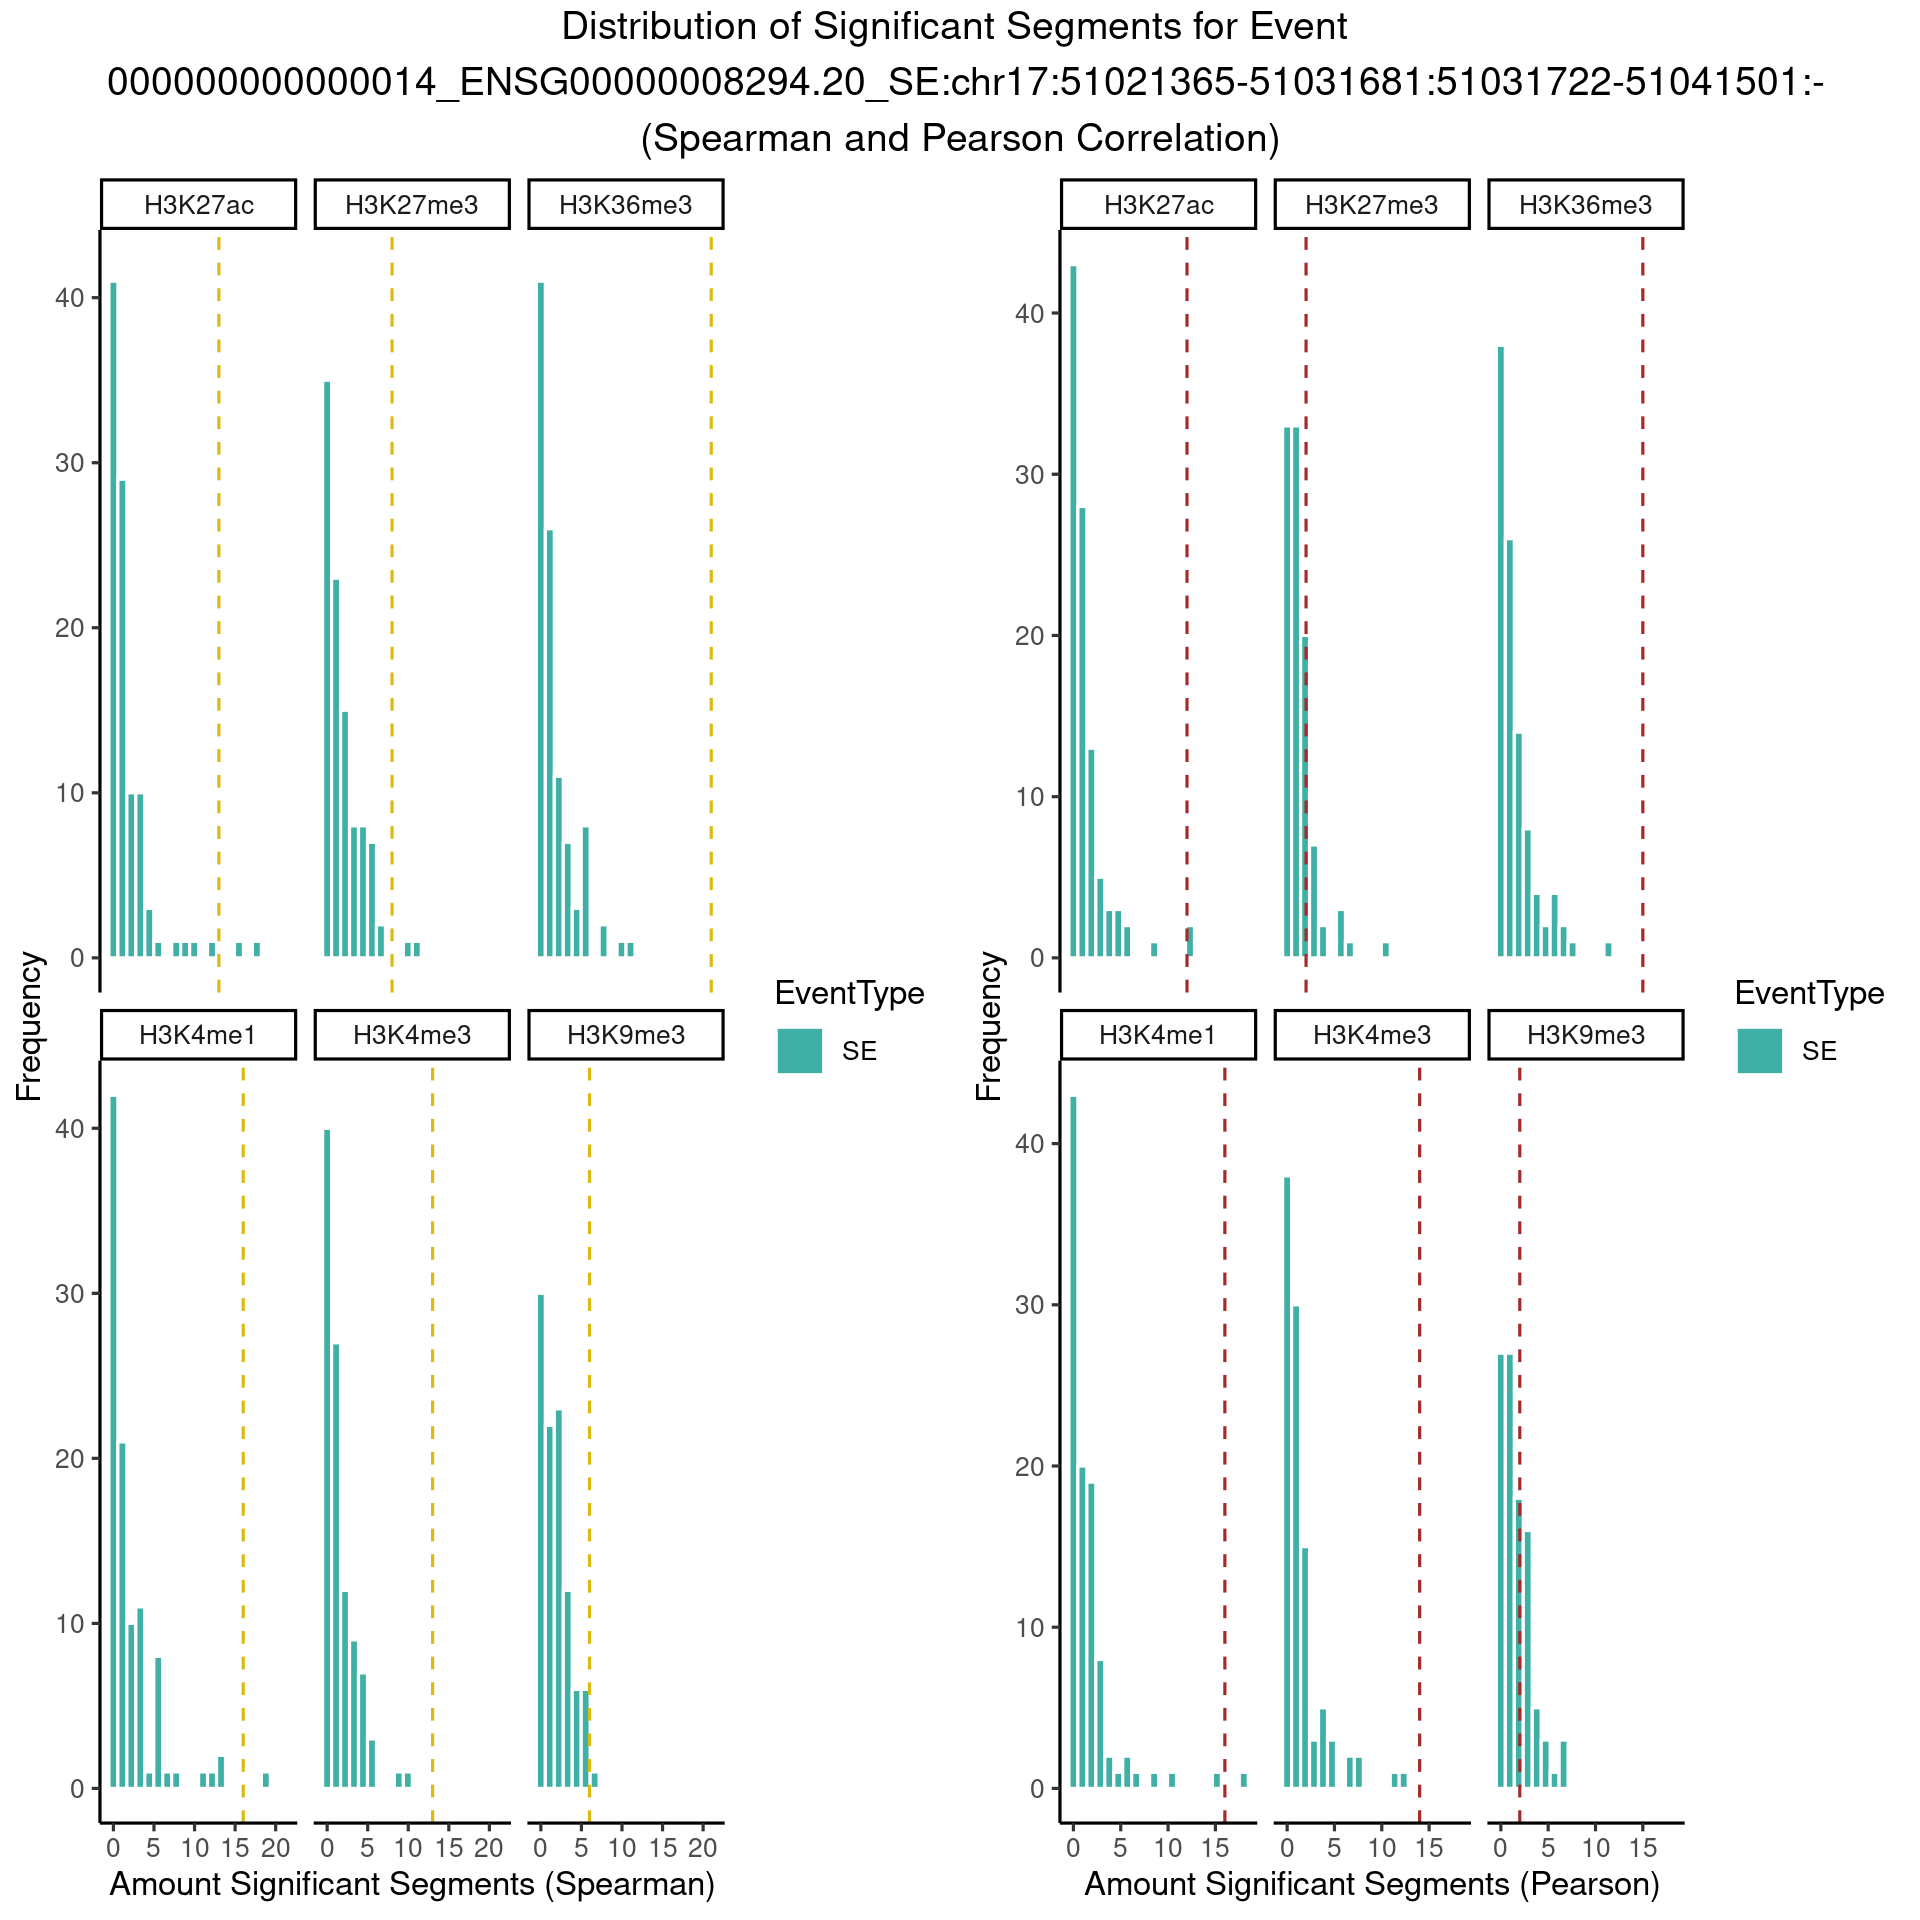 Distribution of Significant Segments for Event
000000000000014_ENSG00000008294.20_SE:chr17:51021365-51031681:51031722-51041501:-
(Spearman and Pearson Correlation)
H3K27ac H3K27me3 H3K36me3
40
30
20
10
0
H3K4me1 H3K4me3 H3K9me3
40
30
20
10
0
0 5 10 15 20 0 5 10 15 20 0 5 10 15 20
Frequency
Amount Significant Segments (Spearman)
EventType
SE
H3K27ac H3K27me3 H3K36me3
40
30
20
10
0
H3K4me1 H3K4me3 H3K9me3
40
30
20
10
0
0 5 10 15 0 5 10 15 0 5 10 15
Frequency
Amount Significant Segments (Pearson)
EventType
SE